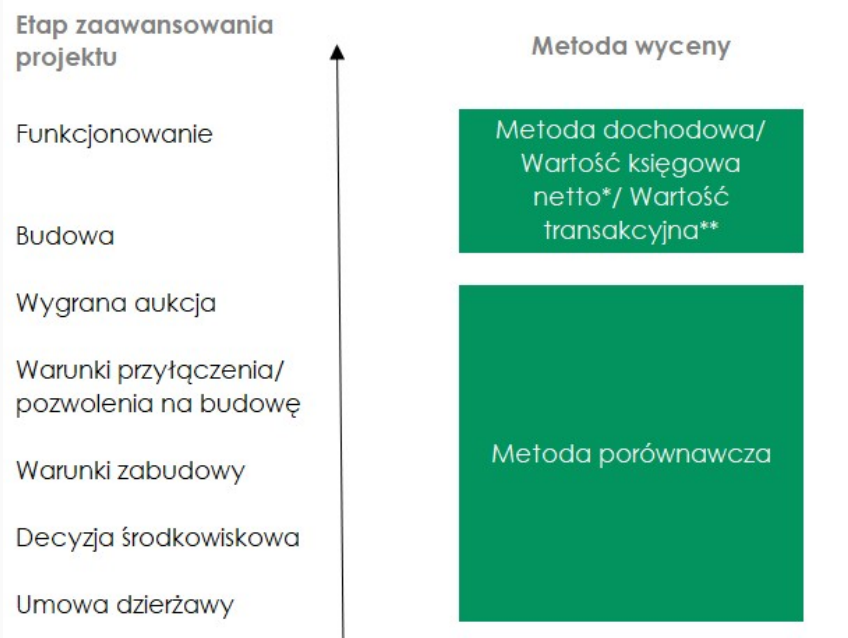 Etap zaawansowania
projektu
Metoda wyceny
Funkcjonowanie
Metoda dochodowa/
Wartość księgowa
netto*/ Wartość
transakcyjna**
Budowa
Wygrana aukcja
Warunki przyłączenia/
pozwolenia na budowę
Metoda porównawcza
Warunki zabudowy
Decyzja środkowiskowa
Umowa dzierżawy